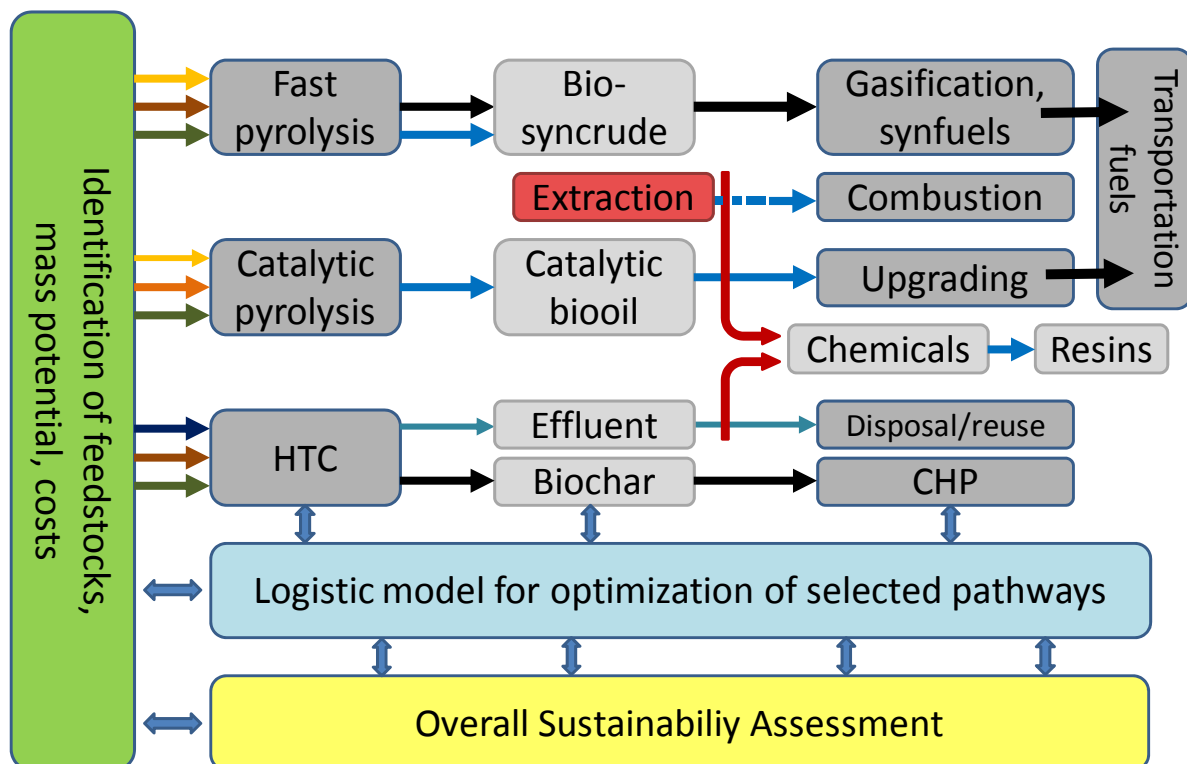 Identification of feedstocks,
mass potential, costs
Fast
pyrolysis
Bio-
syncrude
Gasification,
synfuels
Transportation
fuels
Extraction
Combustion
Catalytic
pyrolysis
Catalytic
biooil
Upgrading
Chemicals
Resins
HTC
Effluent
Disposal/reuse
Biochar
CHP
Logistic model for optimization of selected pathways
Overall Sustainabiliy Assessment